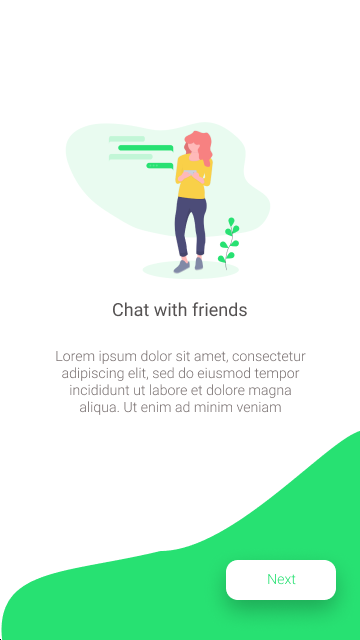 Chat with friends
Lorem ipsum dolor sit amet, consectetur
adipiscing elit, sed do eiusmod tempor
incididunt ut labore et dolore magna
aliqua. Ut enim ad minim veniam
Next